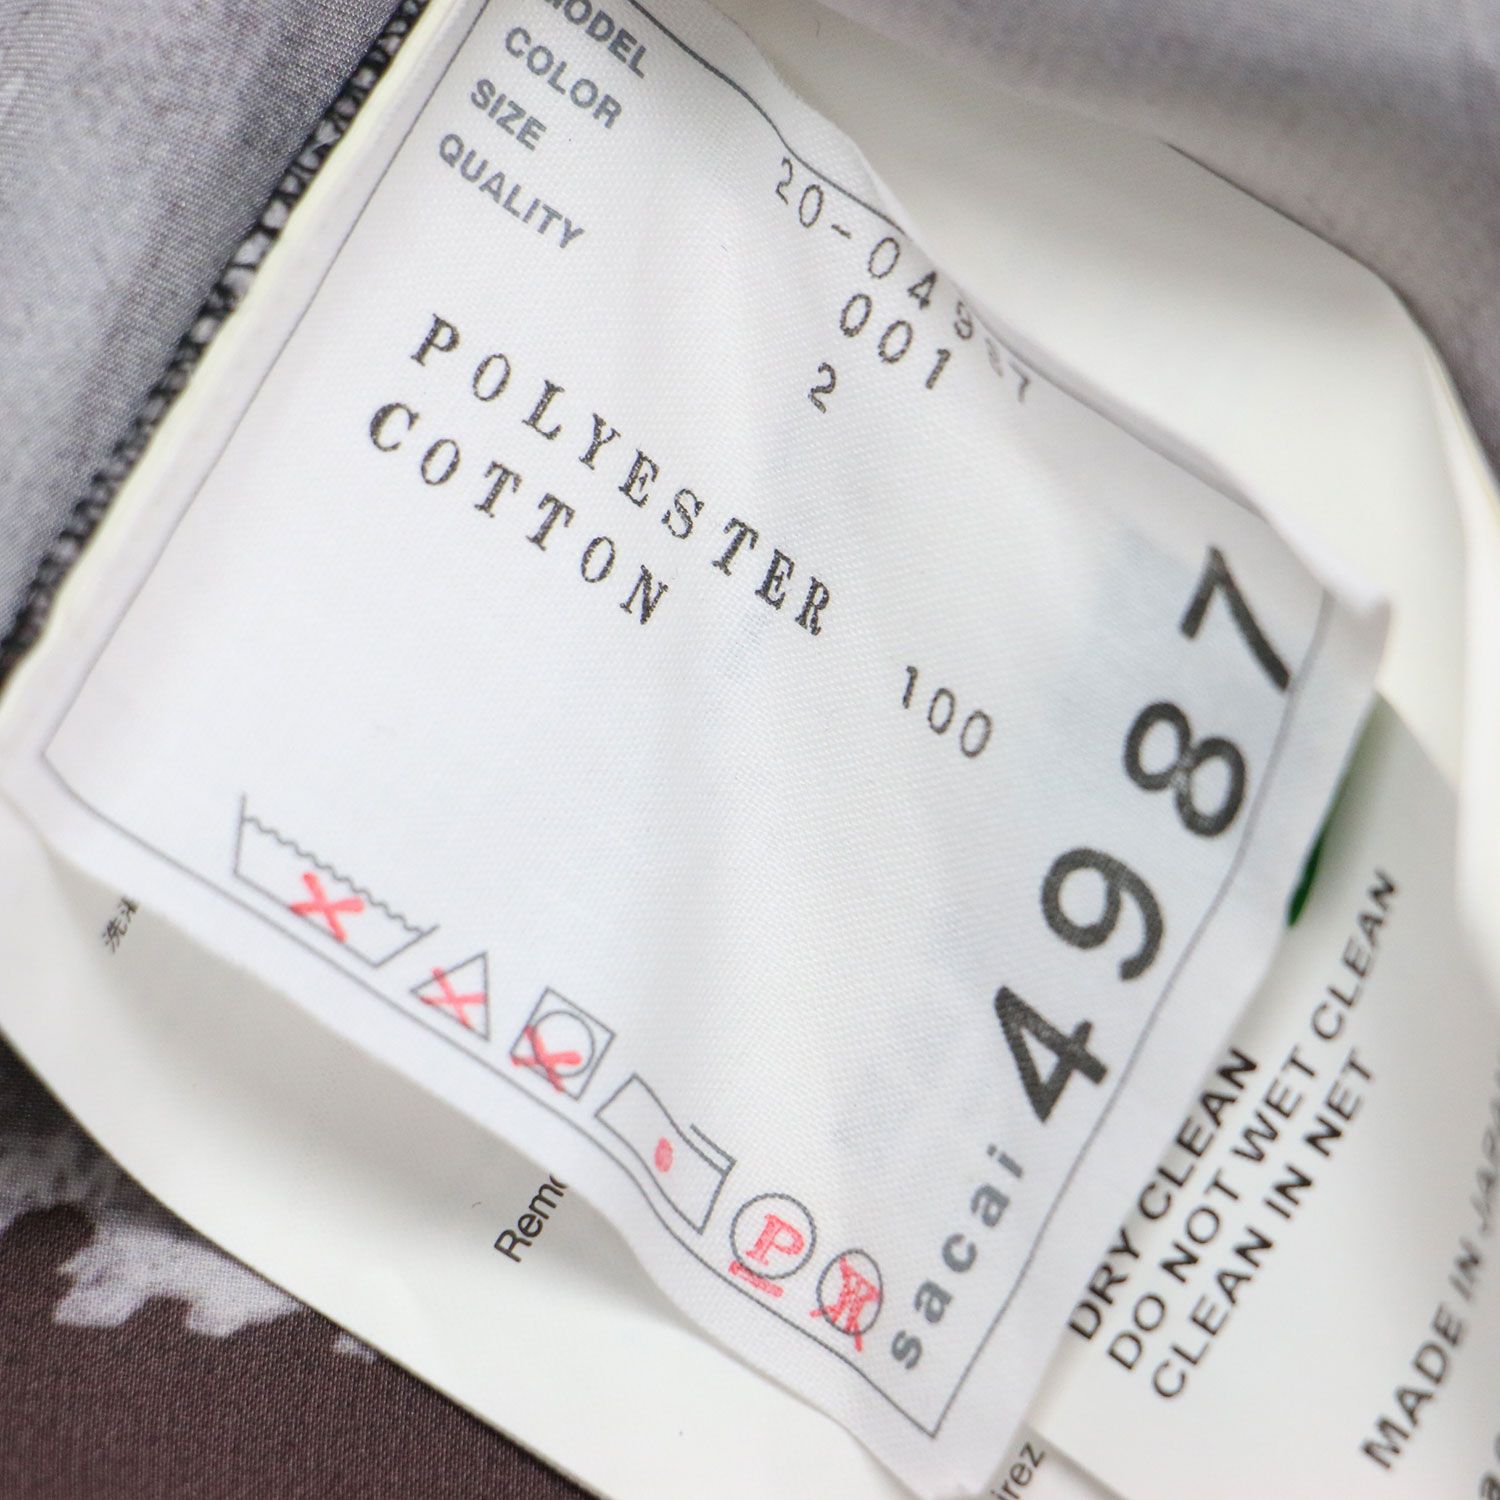 MODEL
COLOR
SIZE
QUALITY
20-04987
001
2
POLYESTER
COTTON
100
4987
sacai
P
DRY CLEAN
DO NOT WET CLEAN
CLEAN IN NET
MADE IN JAPAN